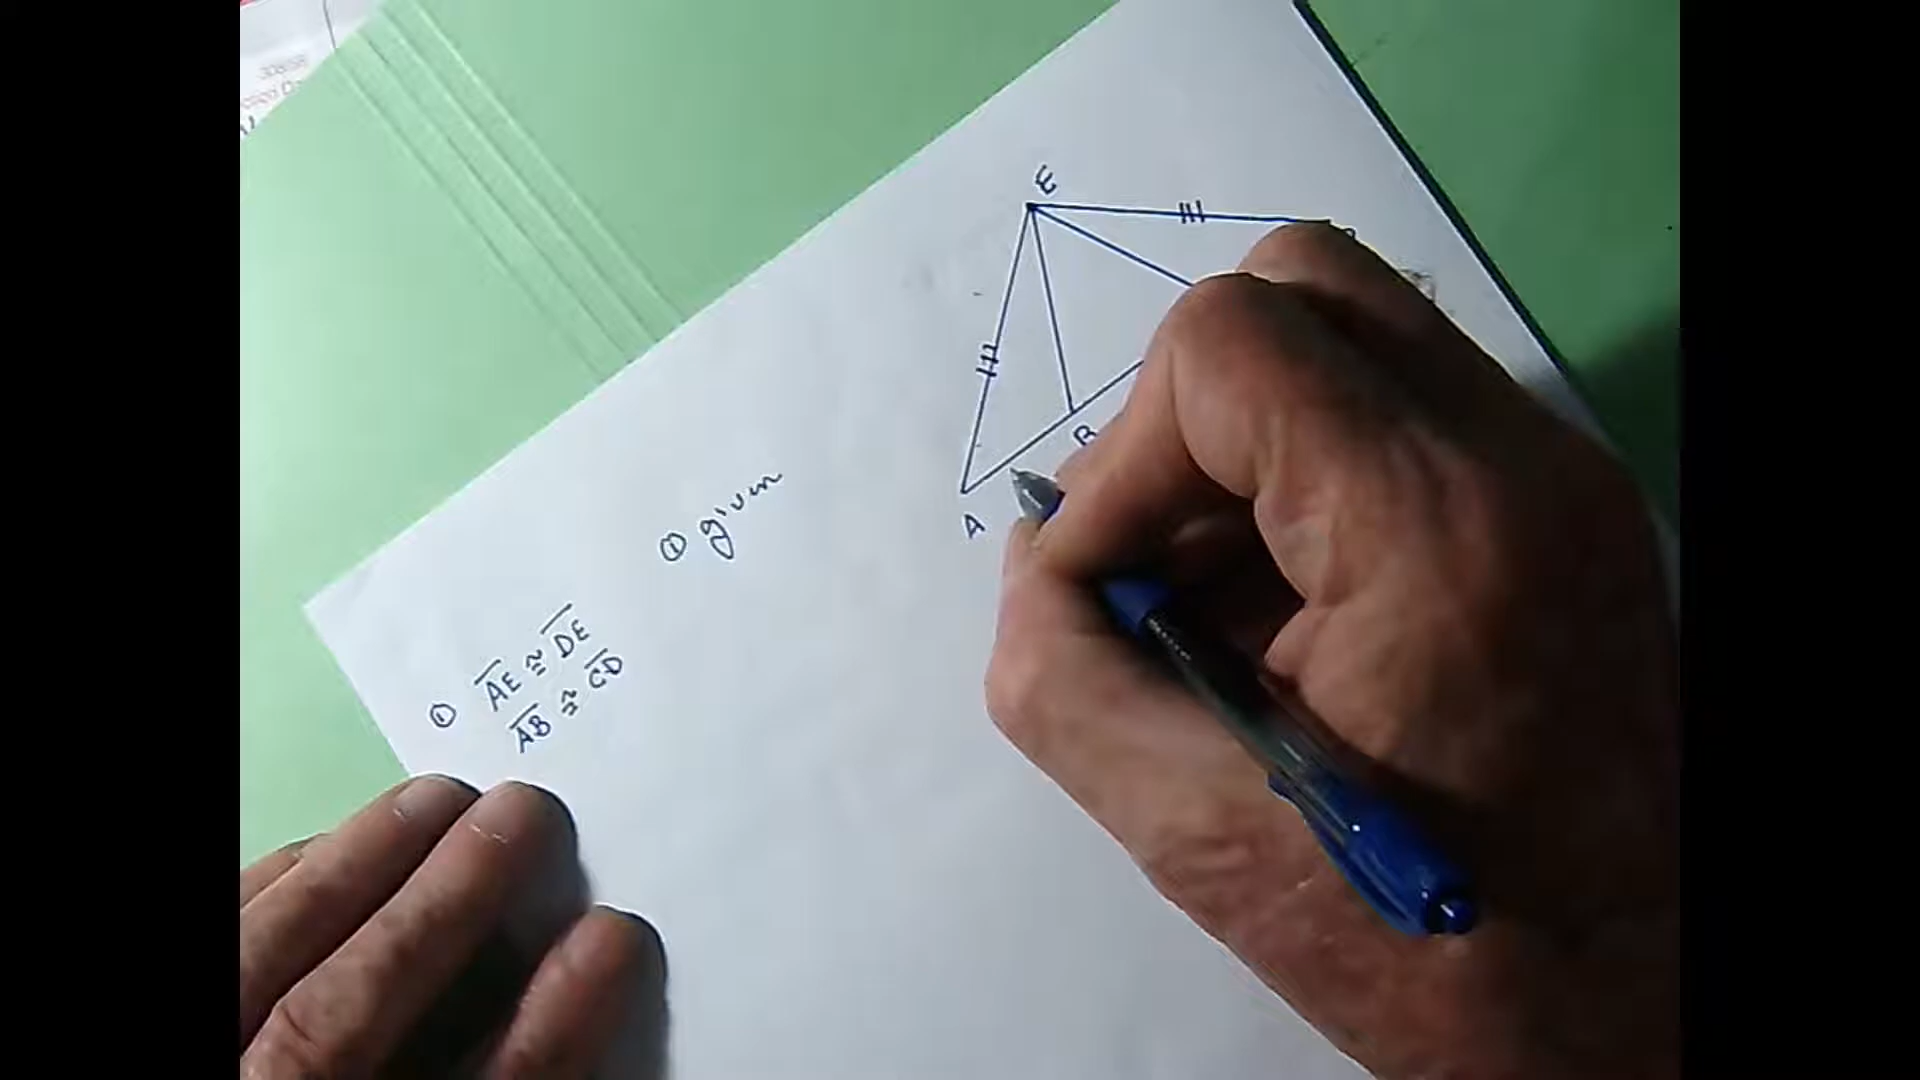 ① AE ≅ DE
AB ≅ CD
① given
E
A
B